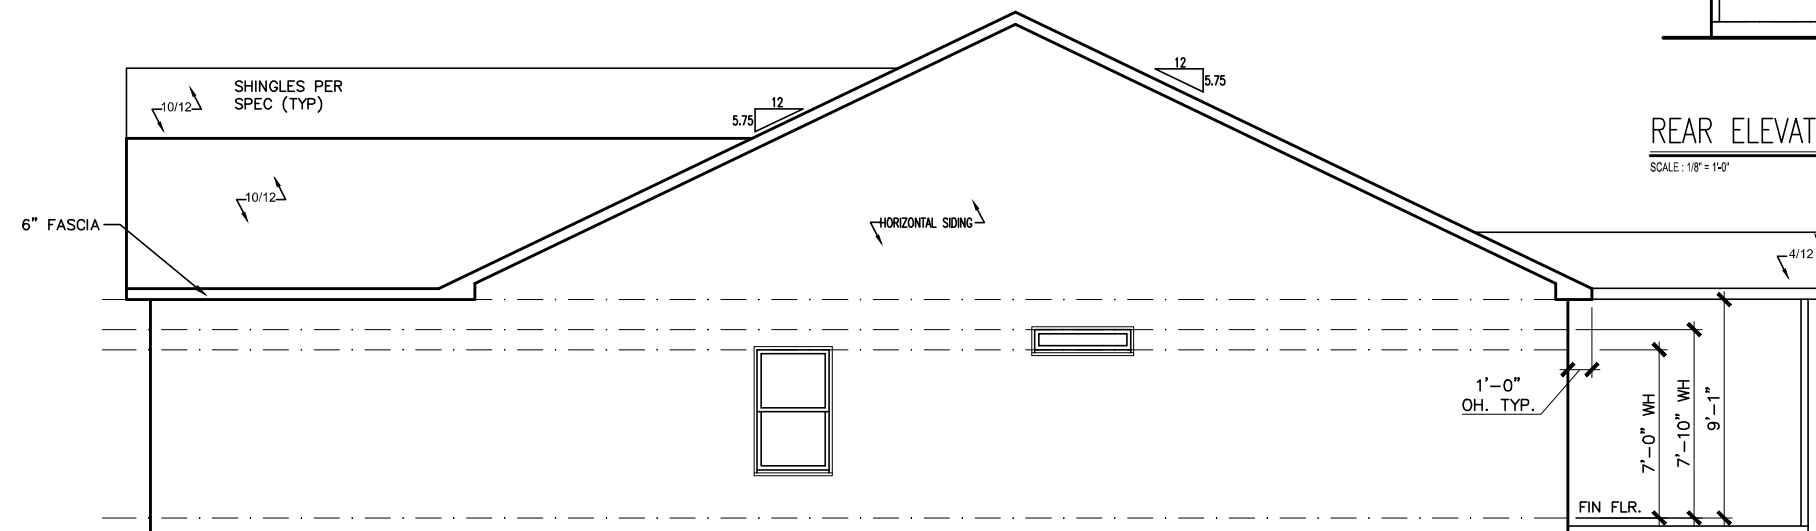 SHINGLES PER
SPEC (TYP)
10/12
12
5.75
12
5.75
REAR ELEVAT
SCALE : 1/8" = 1'-0"
10/12
6" FASCIA
HORIZONTAL SIDING
4/12
1'-0"
OH. TYP.
7'-0" WH
7'-10" WH
9'-1"
FIN FLR.